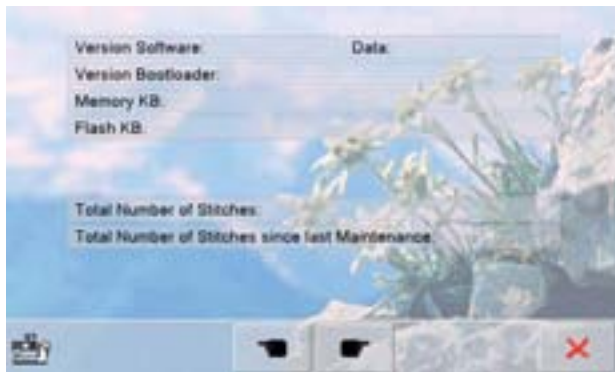 Version Software: Data:
Version Bootloader:
Memory KB:
Flash KB:
Total Number of Stitches:
Total Number of Stitches since last Maintenance: